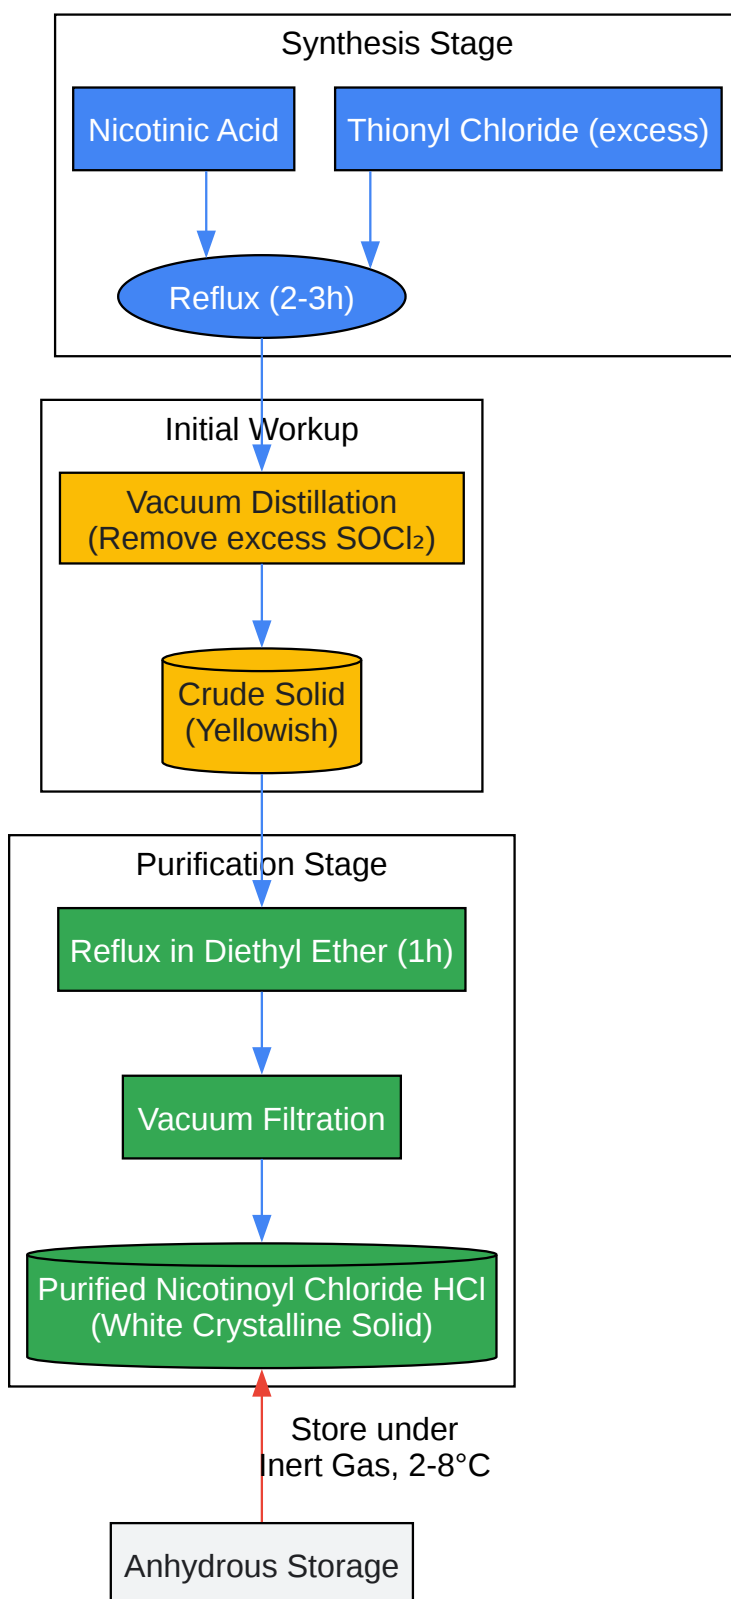 Synthesis Stage
Nicotinic Acid
Thionyl Chloride (excess)
Reflux (2-3h)
Initial Workup
Vacuum Distillation
(Remove excess SOCl₂)
Crude Solid
(Yellowish)
Purification Stage
Reflux in Diethyl Ether (1h)
Vacuum Filtration
Purified Nicotinoyl Chloride HCl
(White Crystalline Solid)
Store under
Inert Gas, 2-8°C
Anhydrous Storage